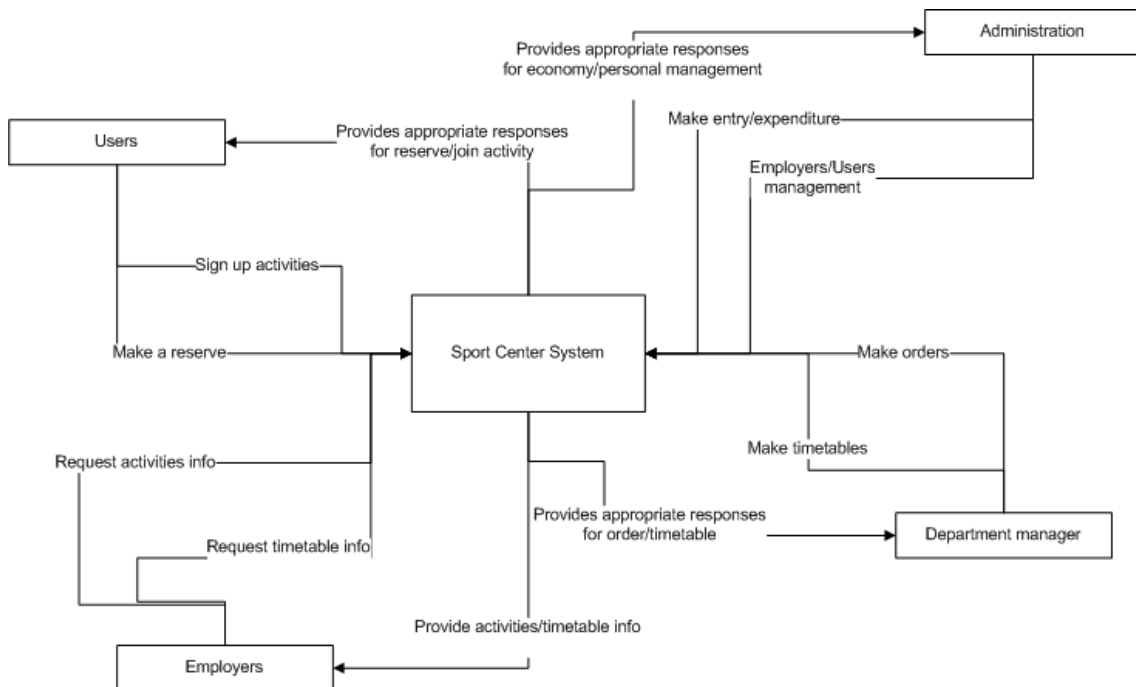 Administration
Provides appropriate responses
for economy/personal management
Make entry/expenditure
Users
Provides appropriate responses
for reserve/join activity
Employers/Users
management
Sign up activities
Make a reserve
Sport Center System
Make orders
Make timetables
Request activities info
Provides appropriate responses
for order/timetable
Department manager
Request timetable info
Provide activities/timetable info
Employers